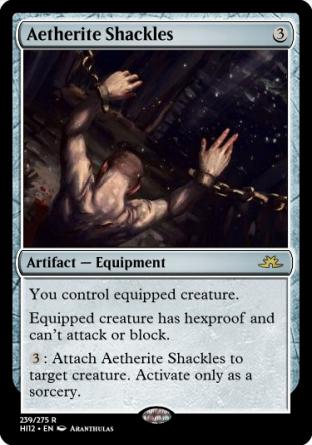 Aetherite Shackles 3
Artifact — Equipment
You control equipped creature.
Equipped creature has hexproof and
can't attack or block.
3 : Attach Aetherite Shackles to
target creature. Activate only as a
sorcery.
239/275 R
HI12 • EN Aranthulas